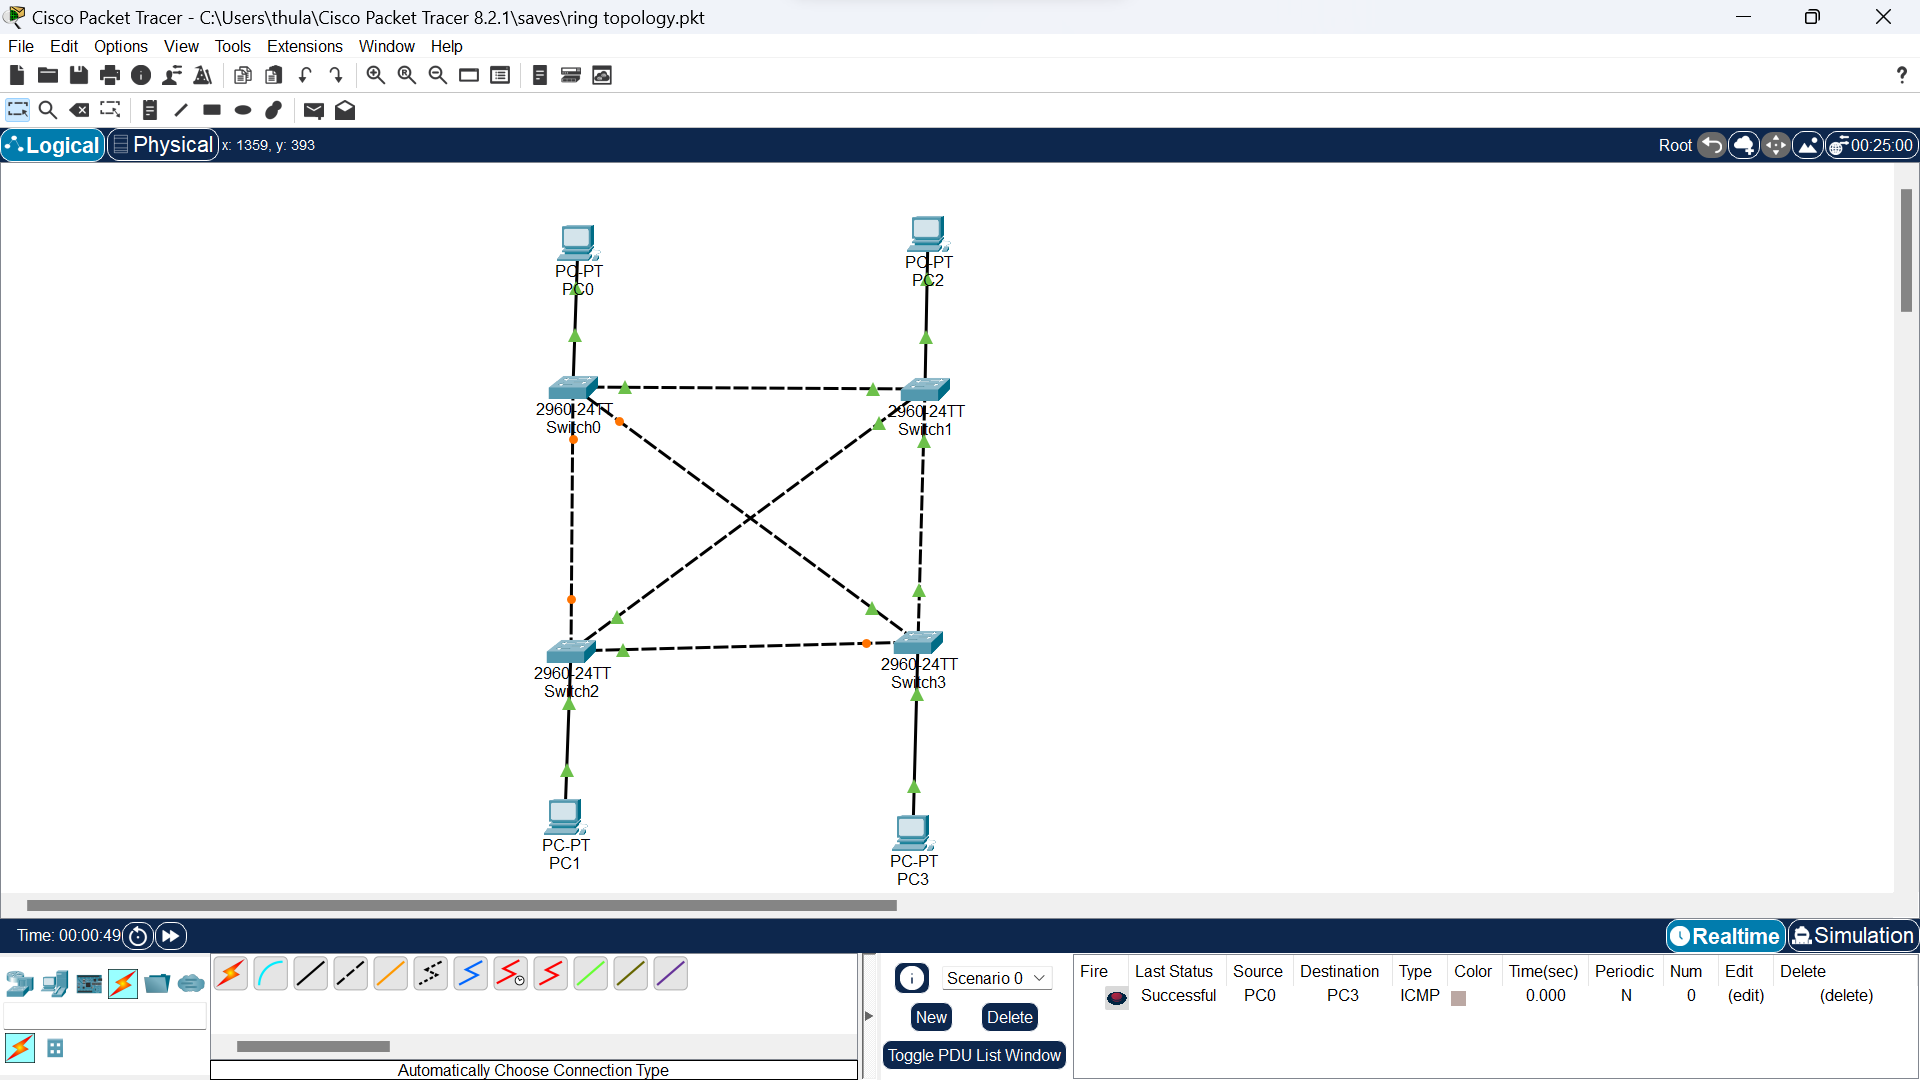 Cisco Packet Tracer - C:\Users\thula\Cisco Packet Tracer 8.2.1\saves\ring topology.pkt
File Edit Options View Tools Extensions Window Help
?
Logical Physical x: 1359, y: 393 Root 00:25:00
PC-PT
PC0
PC-PT
PC2
2960-24TT
Switch0
2960-24TT
Switch1
2960-24TT
Switch2
2960-24TT
Switch3
PC-PT
PC1
PC-PT
PC3
Time: 00:00:49 Realtime Simulation
Scenario 0
New Delete
Toggle PDU List Window
Fire Last Status Source Destination Type Color Time(sec) Periodic Num Edit Delete
Successful PC0 PC3 ICMP 0.000 N 0 (edit) (delete)
Automatically Choose Connection Type